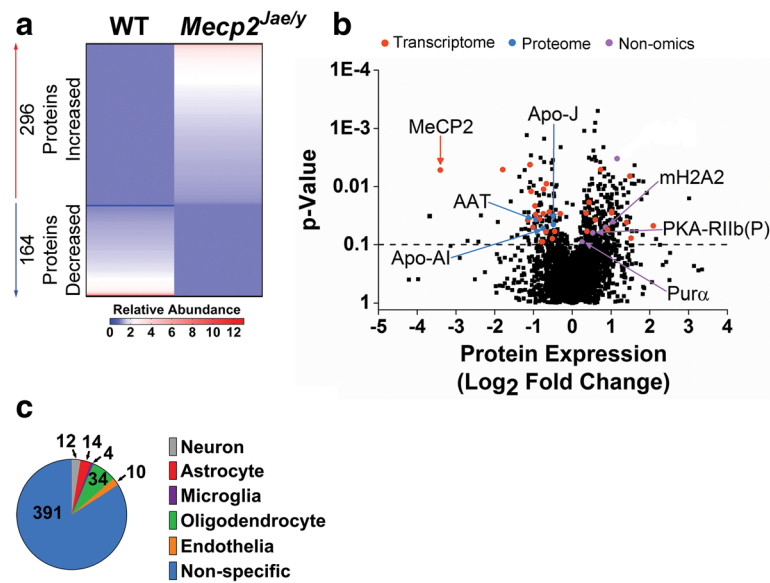 a
WT Mecp2^Jae/y
296
Proteins
Increased
164
Proteins
Decreased
Relative Abundance
0 2 4 6 8 10 12
b
Transcriptome Proteome Non-omics
1E-4
1E-3
0.01
0.1
1
p-Value
MeCP2
Apo-J
AAT
Apo-AI
mH2A2
PKA-RIIb(P)
Purα
-5 -4 -3 -2 -1 0 1 2 3 4
Protein Expression
(Log2 Fold Change)
c
12 14 4 34 10
391
Neuron
Astrocyte
Microglia
Oligodendrocyte
Endothelia
Non-specific